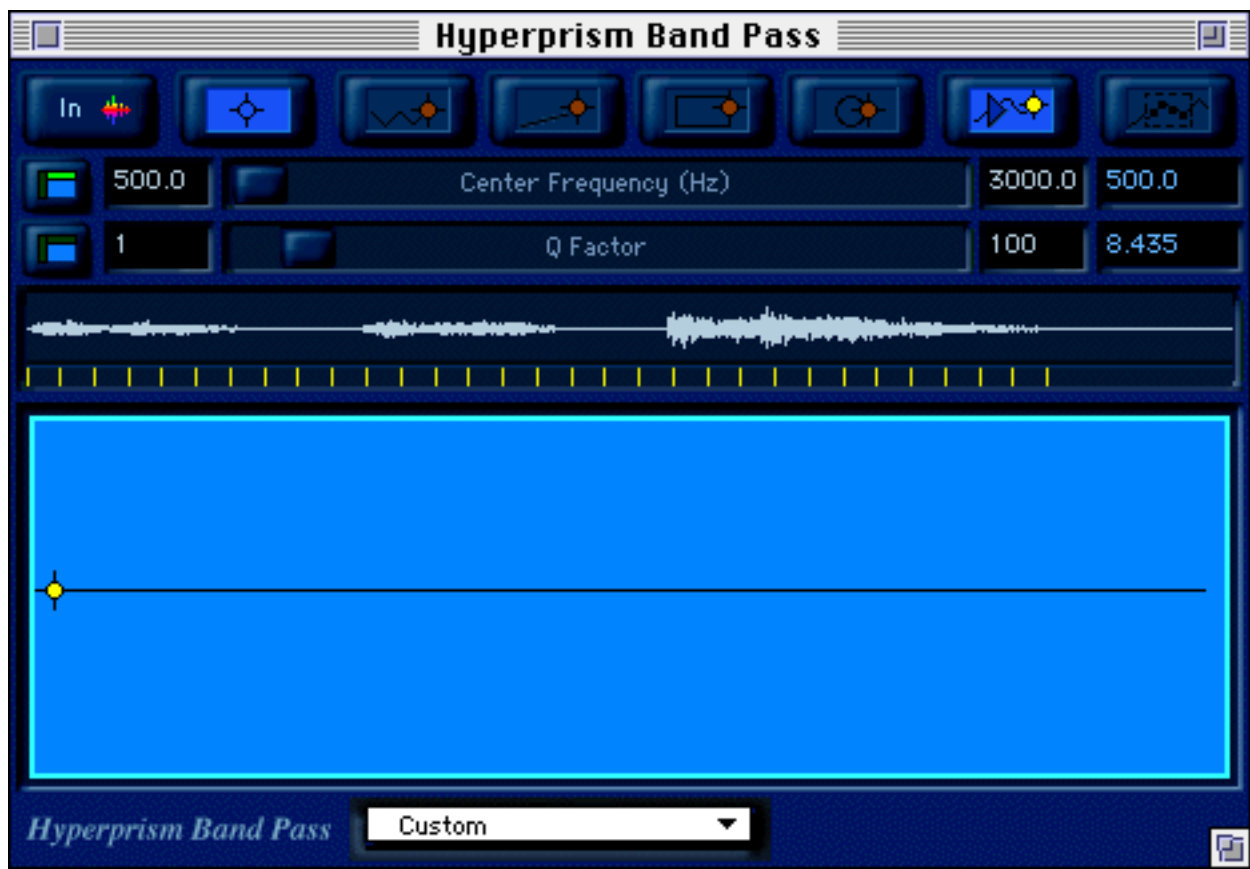 Hyperprism Band Pass
In
500.0 Center Frequency (Hz) 3000.0 500.0
1 Q Factor 100 8.435
Hyperprism Band Pass Custom